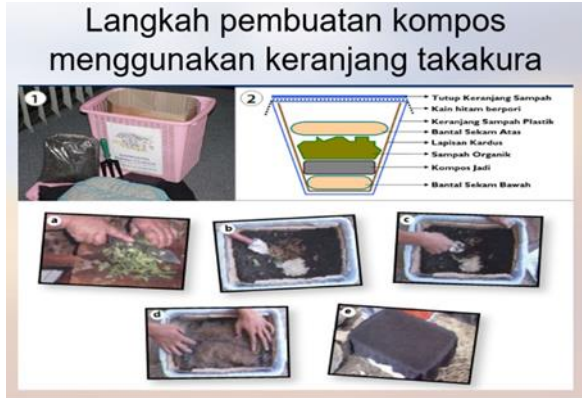 Langkah pembuatan kompos
menggunakan keranjang takakura
1
2
Tutup Keranjang Sampah
Kain hitam berpori
Keranjang Sampah Plastik
Bantal Sekam Atas
Lapisan Kardus
Sampah Organik
Kompos Jadi
Bantal Sekam Bawah
a
b
c
d
e